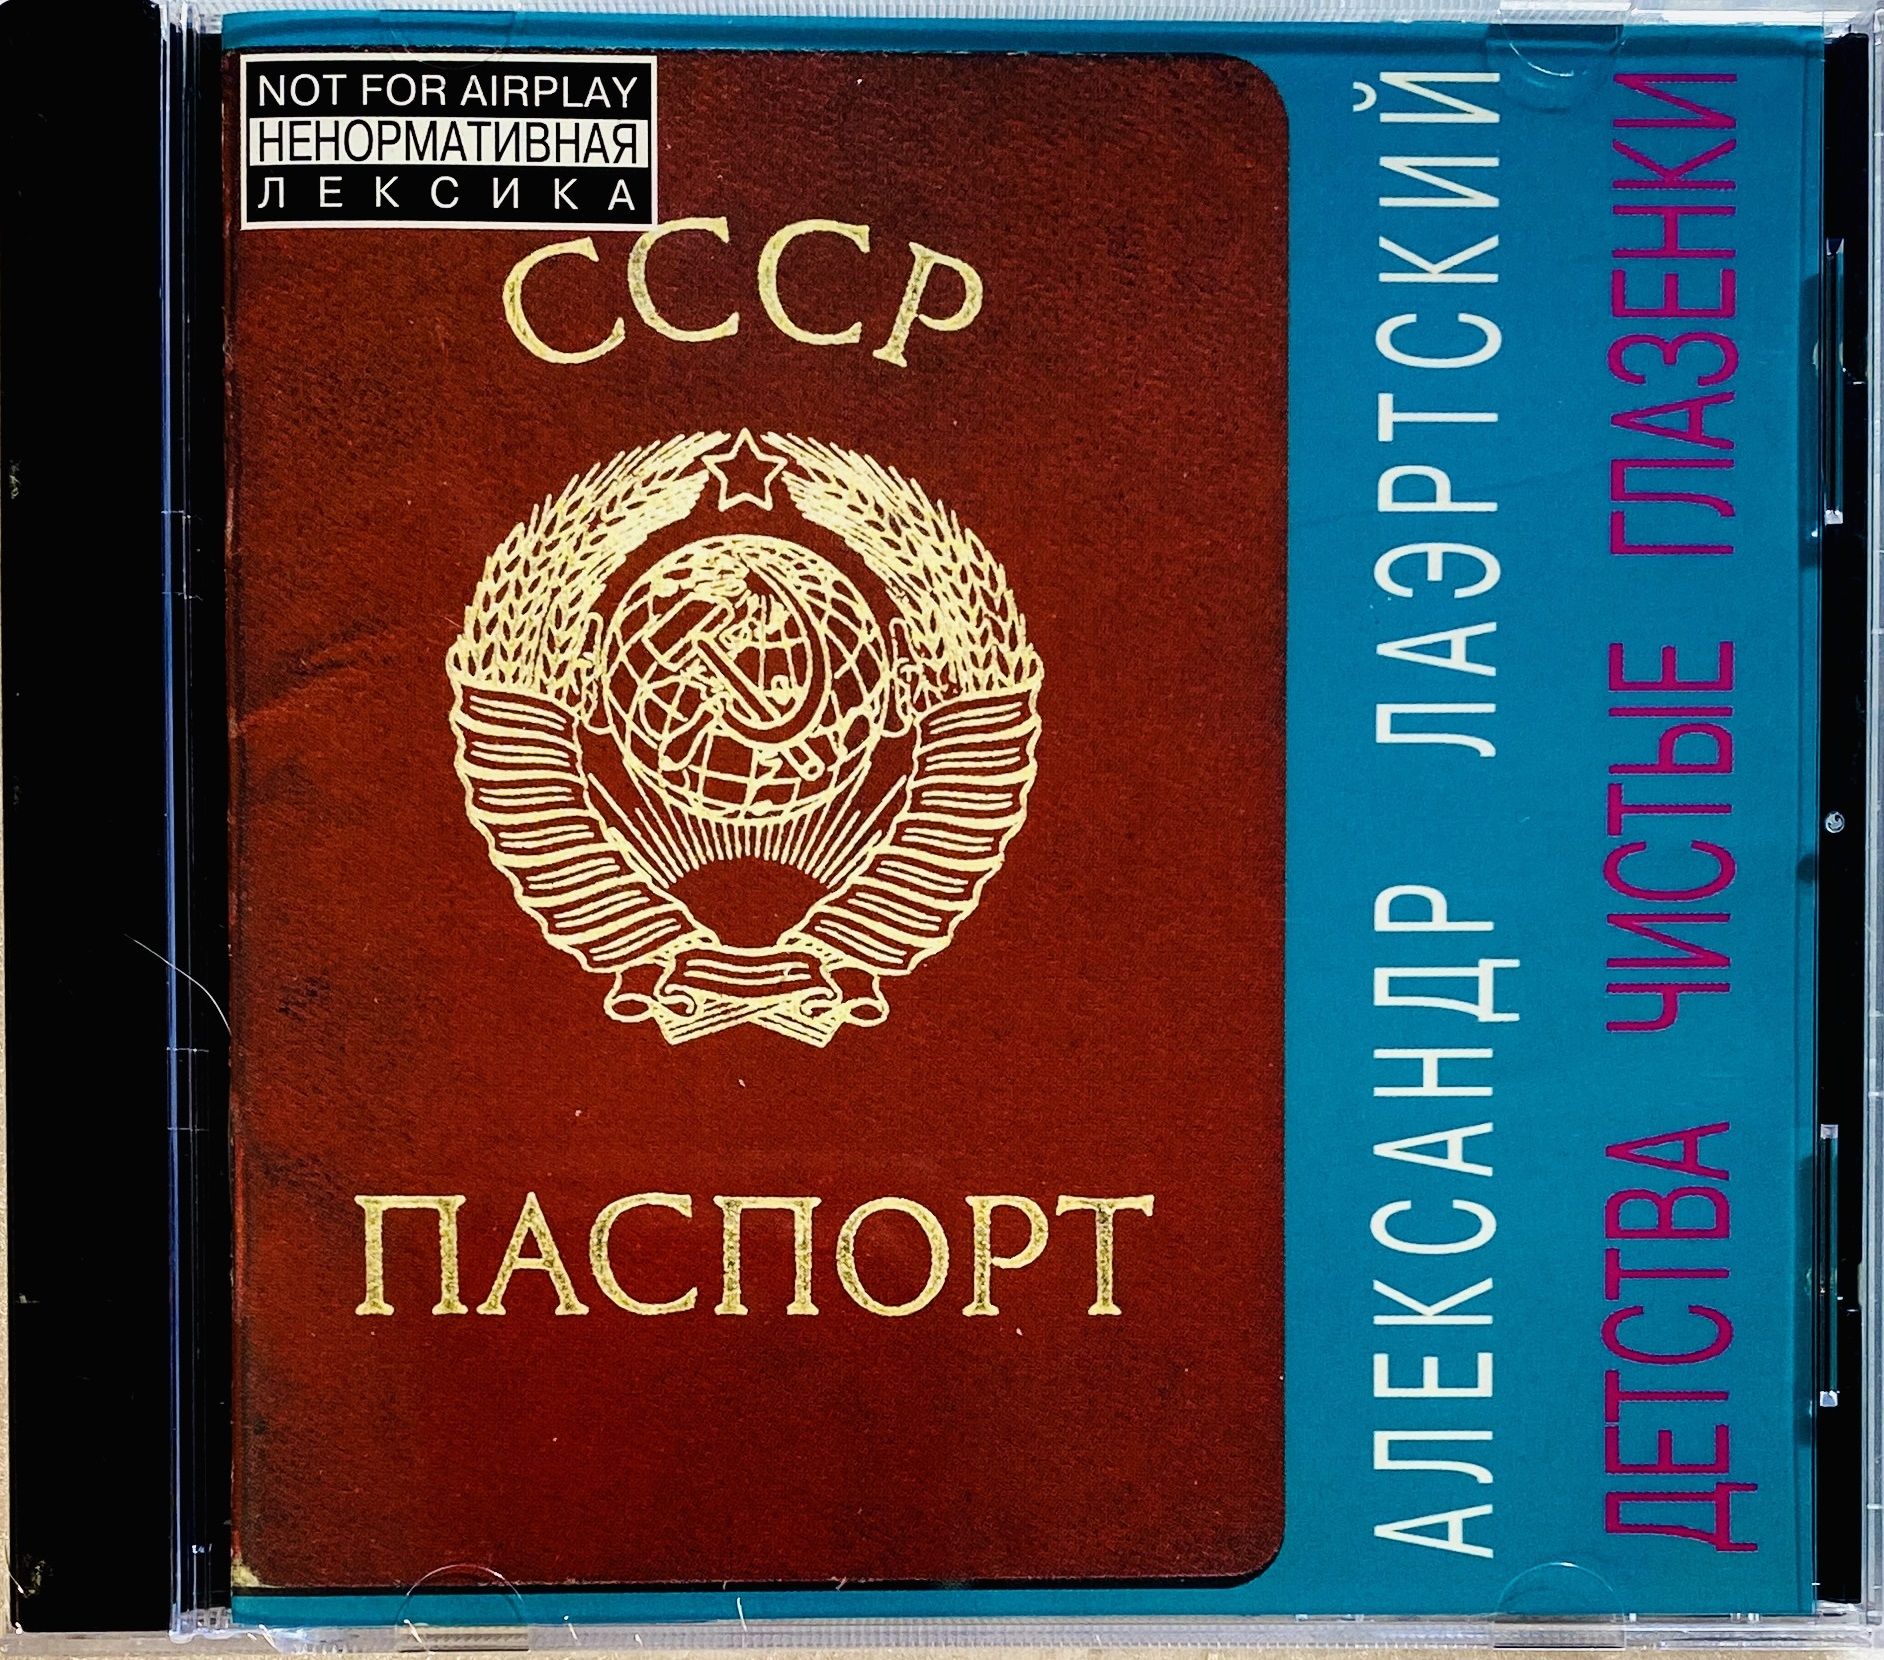 NOT FOR AIRPLAY
НЕНОРМАТИВНАЯ
ЛЕКСИКА
СССР
ПАСПОРТ
АЛЕКСАНДР ЛАЭРТСКИЙ
ДЕТСТВА ЧИСТЫЕ ГЛАЗЕНКИ